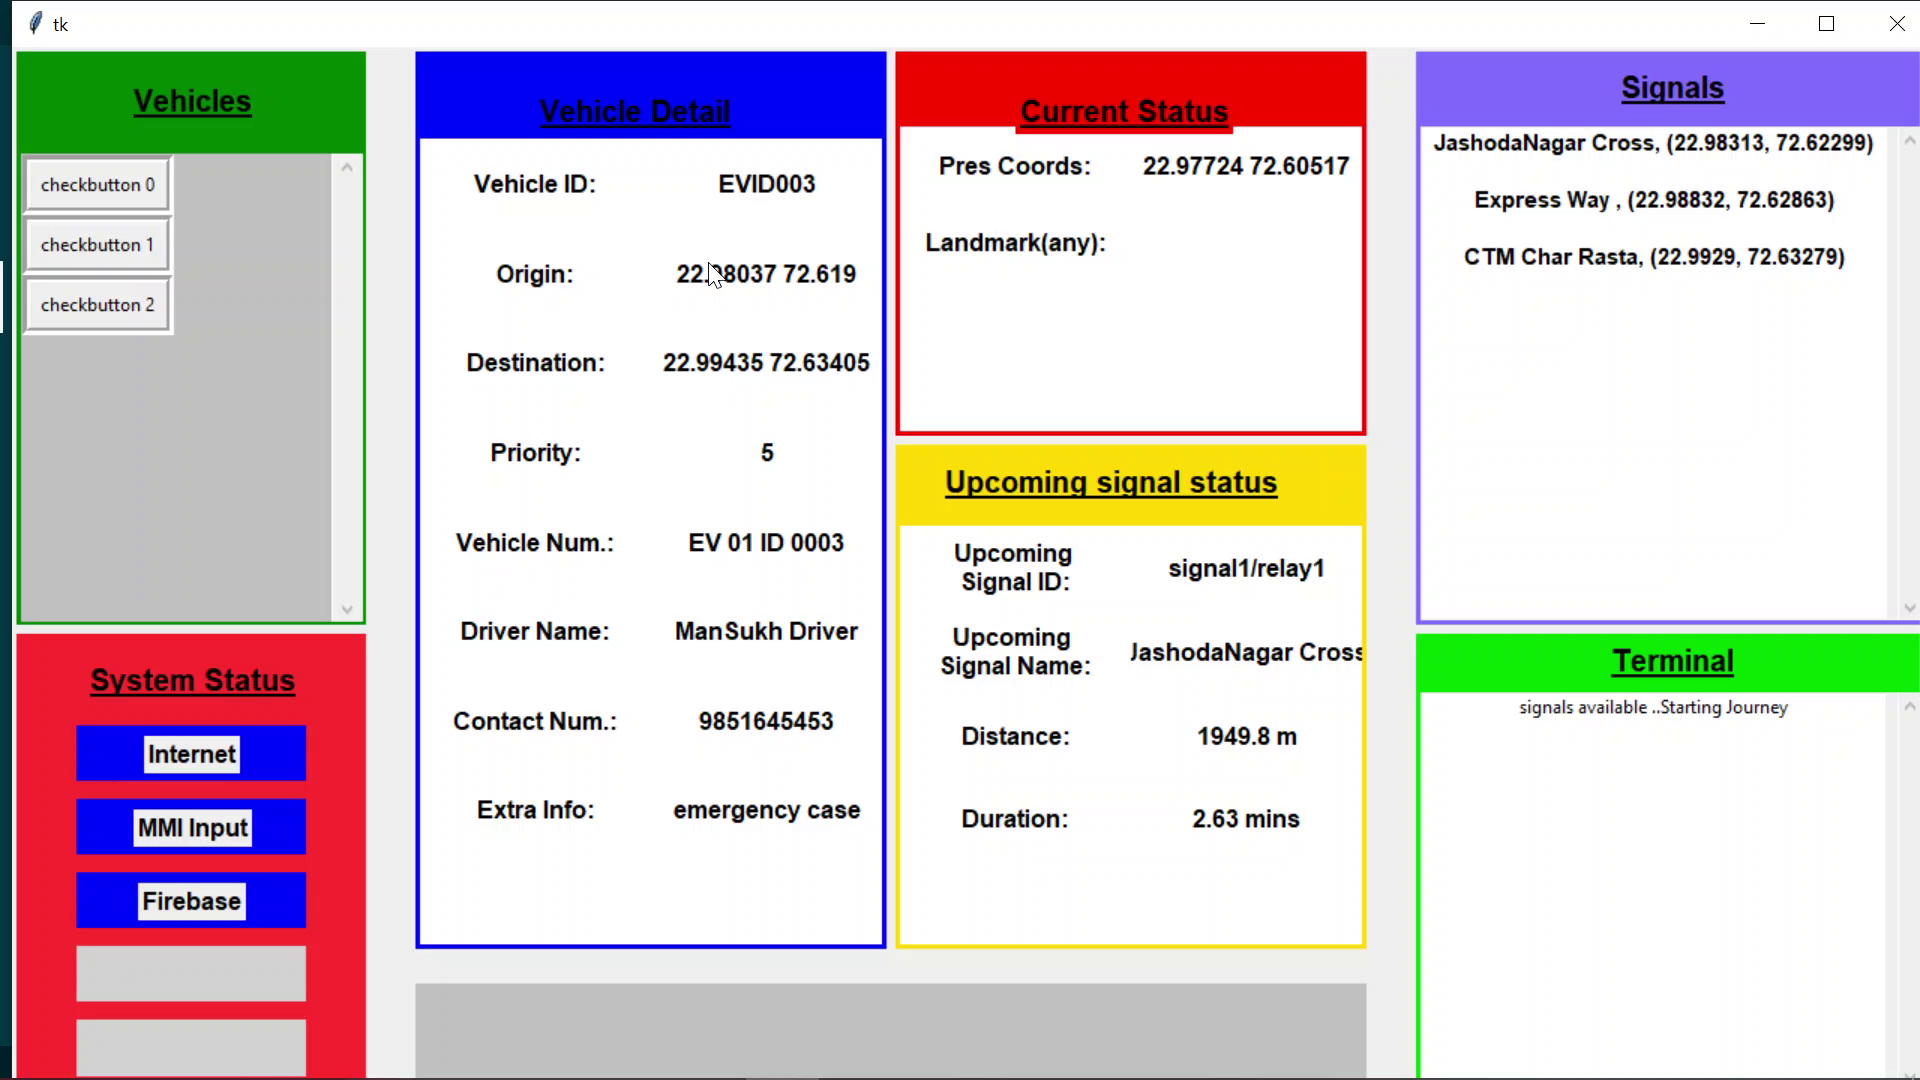 tk
Vehicles
checkbutton 0
checkbutton 1
checkbutton 2
System Status
Internet
MMI Input
Firebase
Vehicle Detail
Vehicle ID: EVID003
Origin: 22.98037 72.619
Destination: 22.99435 72.63405
Priority: 5
Vehicle Num.: EV 01 ID 0003
Driver Name: ManSukh Driver
Contact Num.: 9851645453
Extra Info: emergency case
Current Status
Pres Coords: 22.97724 72.60517
Landmark(any):
Upcoming signal status
Upcoming
Signal ID: signal1/relay1
Upcoming
Signal Name: JashodaNagar Cross
Distance: 1949.8 m
Duration: 2.63 mins
Signals
JashodaNagar Cross, (22.98313, 72.62299)
Express Way , (22.98832, 72.62863)
CTM Char Rasta, (22.9929, 72.63279)
Terminal
signals available ..Starting Journey